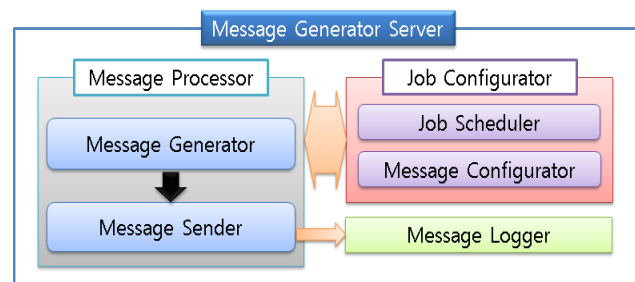 Message Generator Server
Message Processor
Message Generator
Message Sender
Job Configurator
Job Scheduler
Message Configurator
Message Logger